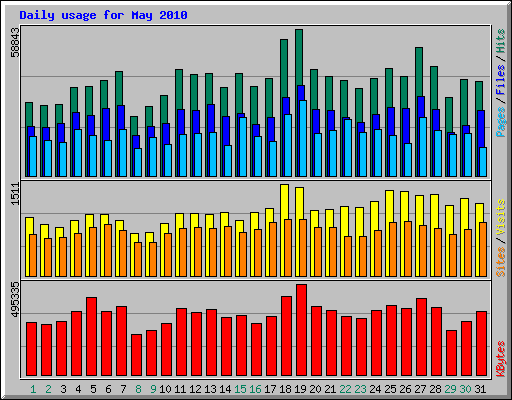 Daily usage for May 2010
58843
Pages / Files / Hits
1511
Sites / Visits
495335
KBytes
1 2 3 4 5 6 7 8 9 10 11 12 13 14 15 16 17 18 19 20 21 22 23 24 25 26 27 28 29 30 31